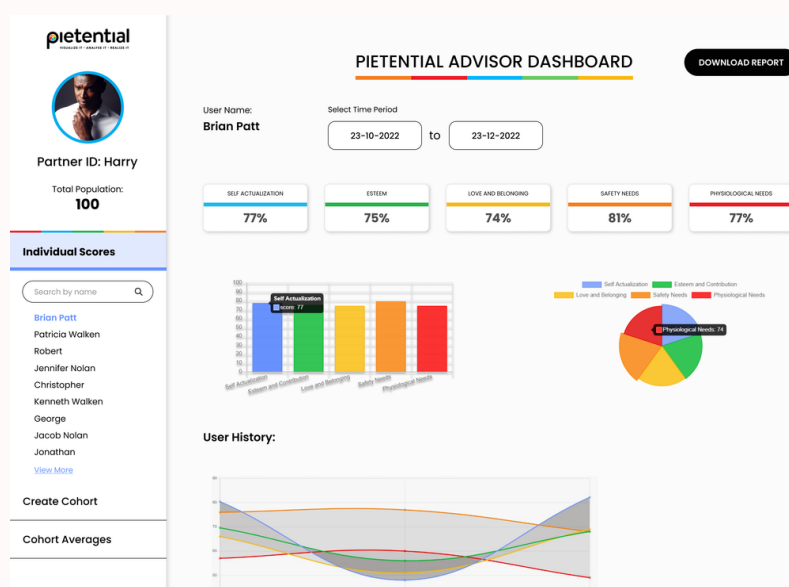 pietential
VISUALIZE IT - ANALYZE IT - REALIZE IT
Partner ID: Harry
Total Population:
100
Individual Scores
Search by name
Brian Patt
Patricia Walken
Robert
Jennifer Nolan
Christopher
Kenneth Walken
George
Jacob Nolan
Jonathan
View More
Create Cohort
Cohort Averages
PIETENTIAL ADVISOR DASHBOARD
DOWNLOAD REPORT
User Name:
Brian Patt
Select Time Period
23-10-2022 to 23-12-2022
SELF ACTUALIZATION
77%
ESTEEM
75%
LOVE AND BELONGING
74%
SAFETY NEEDS
81%
PHYSIOLOGICAL NEEDS
77%
100
90
80
70
60
50
40
30
20
10
0
Self Actualization
score: 77
Self Actualization
Esteem and Contribution
Love and Belonging
Safety Needs
Physiological Needs
Self Actualization Esteem and Contribution
Love and Belonging Safety Needs Physiological Needs
Physiological Needs: 74
User History: